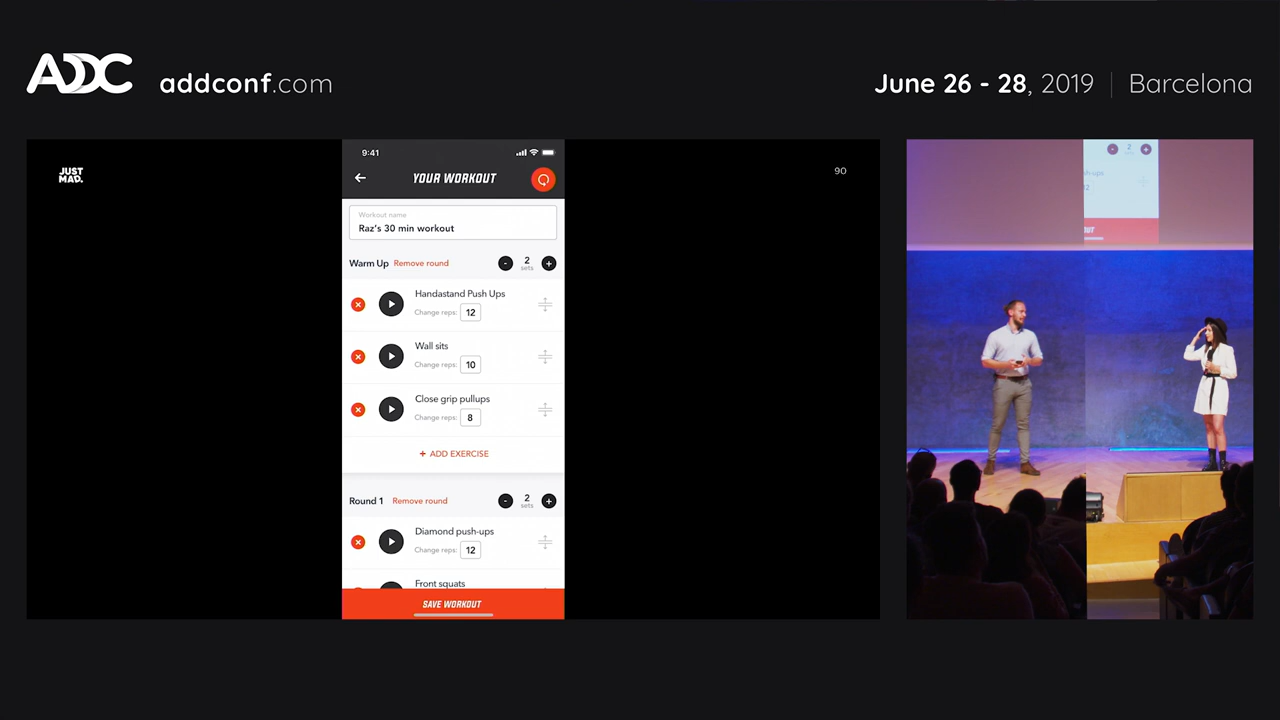 ADDC
addconf.com
June 26 - 28, 2019 | Barcelona
JUST
MAD.
90
9:41
YOUR WORKOUT
Workout name
Raz's 30 min workout
Warm Up Remove round - 2 +
sets
Handastand Push Ups
Change reps: 12
Wall sits
Change reps: 10
Close grip pullups
Change reps: 8
+ ADD EXERCISE
Round 1 Remove round - 2 +
sets
Diamond push-ups
Change reps: 12
Front squats
SAVE WORKOUT
- 2 +